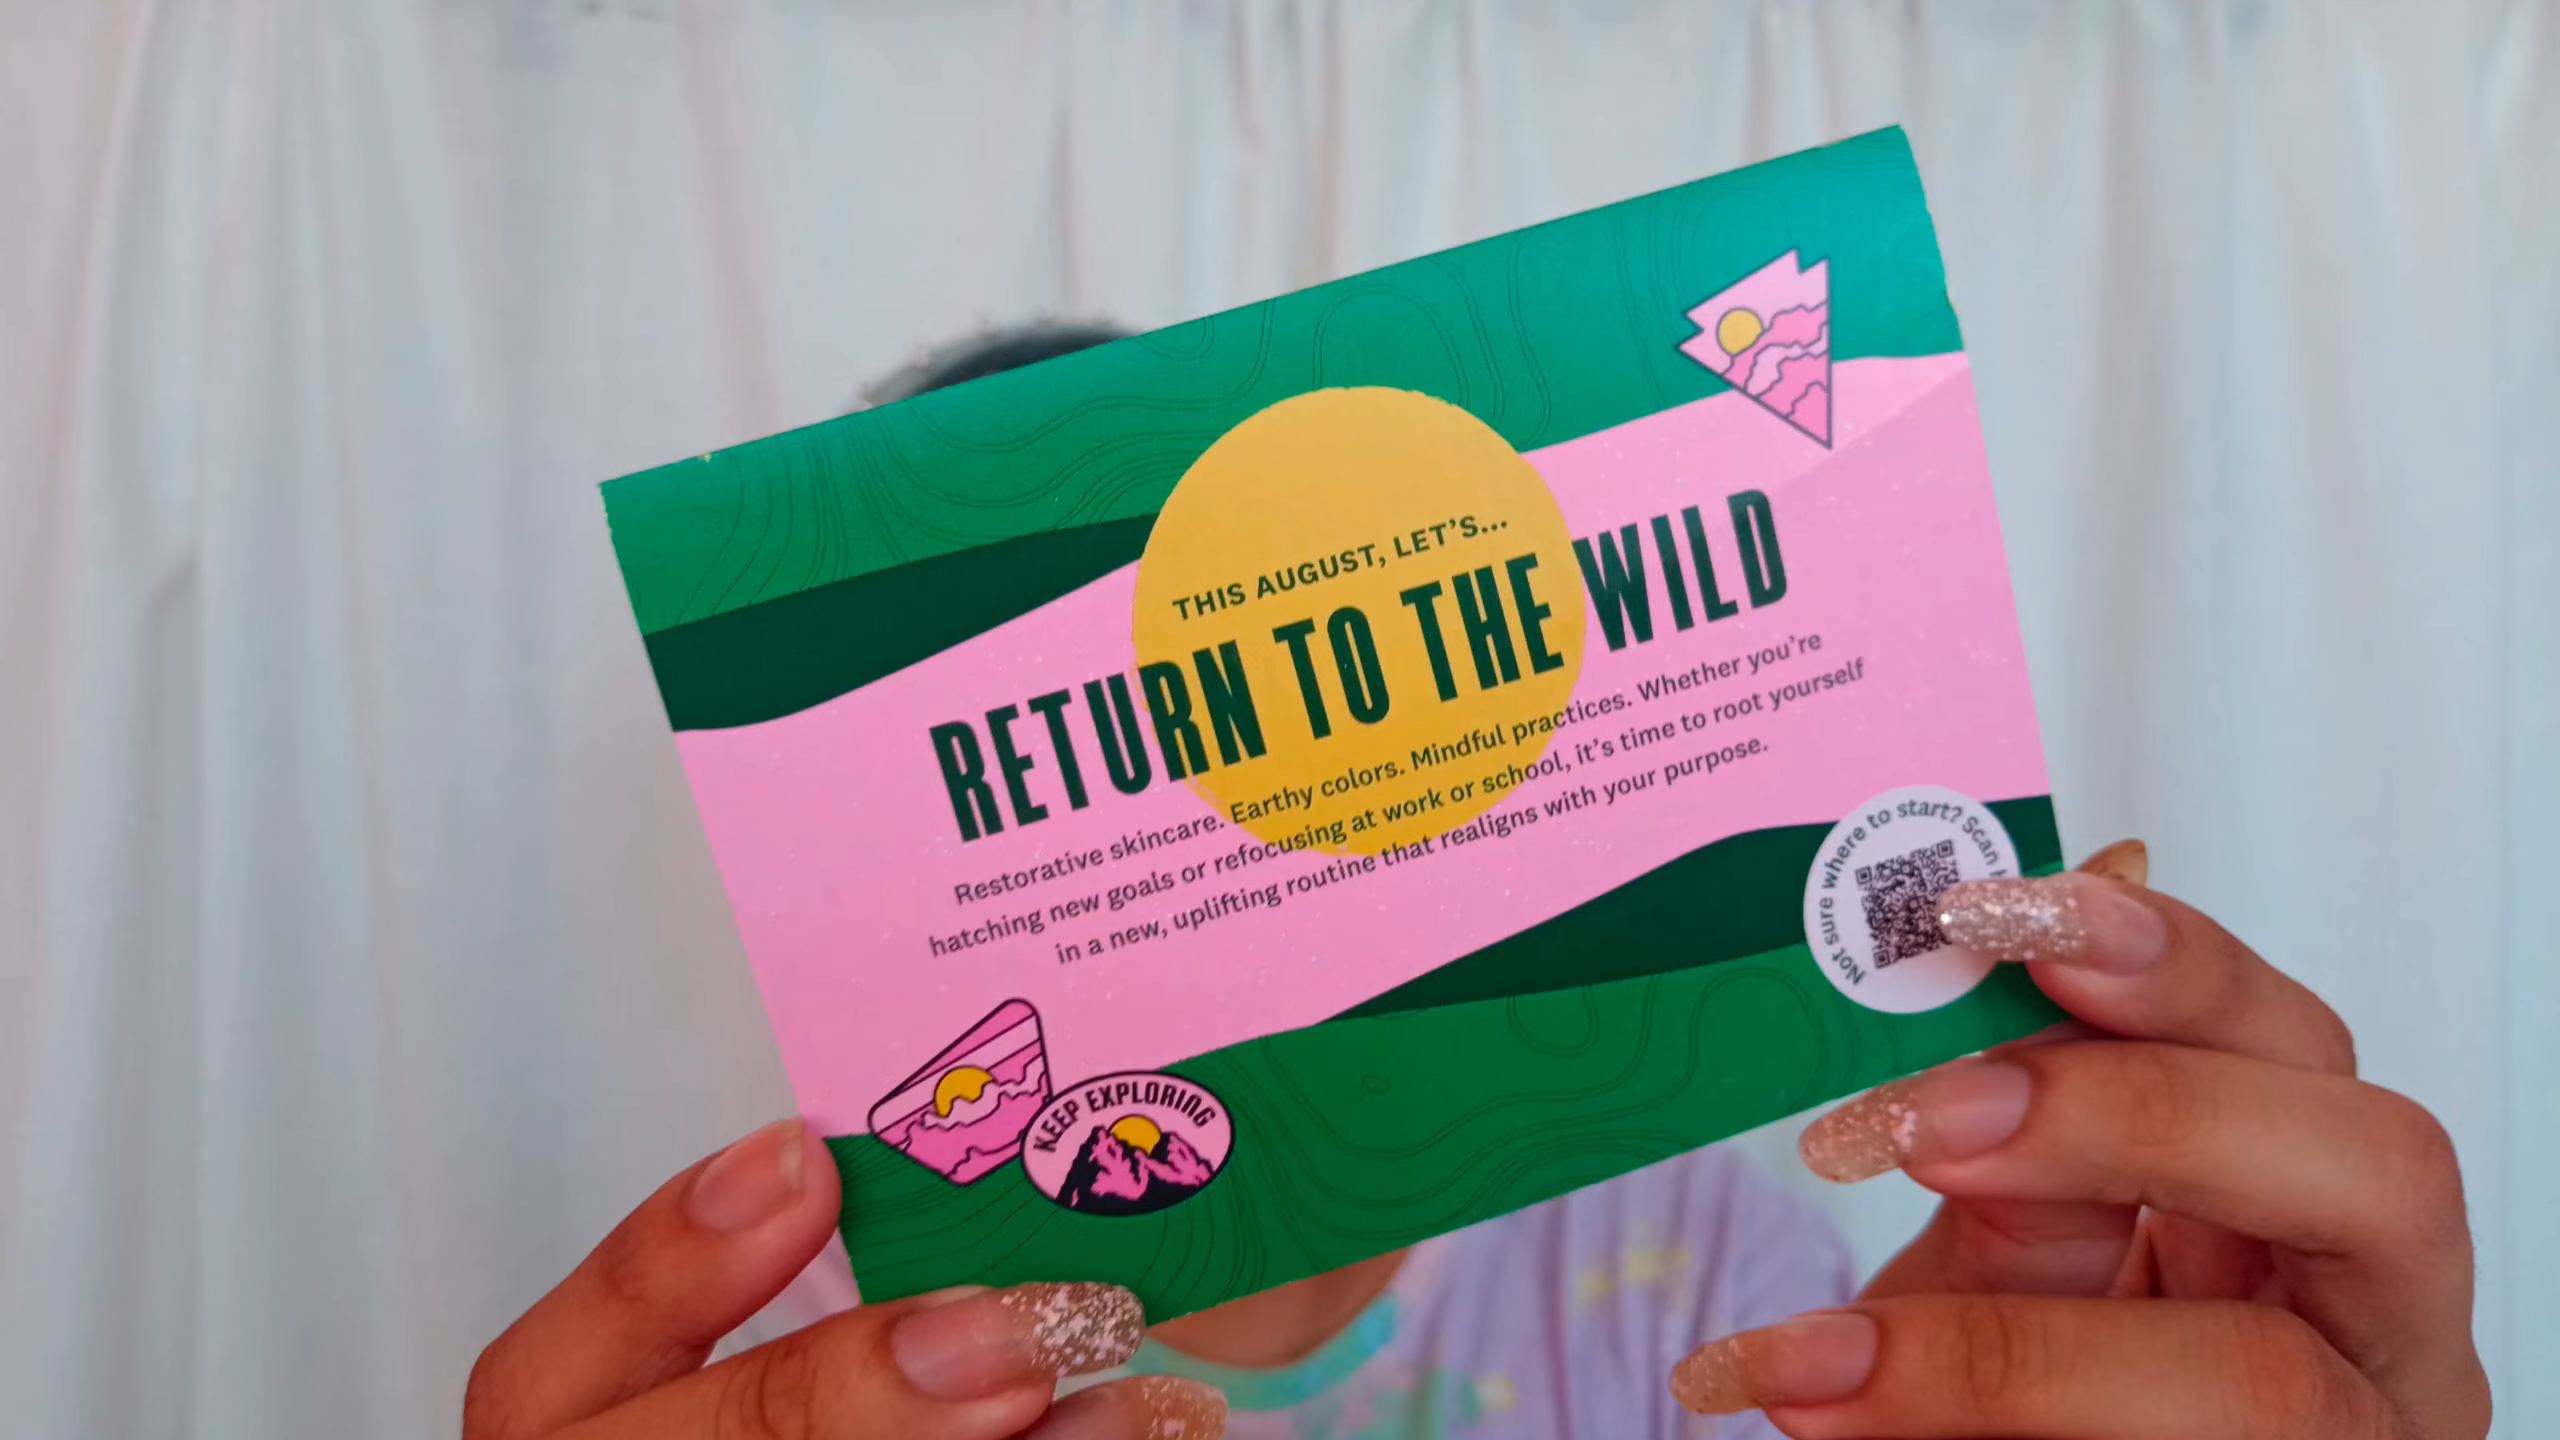 THIS AUGUST, LET'S...
RETURN TO THE WILD
Restorative skincare. Earthy colors. Mindful practices. Whether you're
hatching new goals or refocusing at work or school, it's time to root yourself
in a new, uplifting routine that realigns with your purpose.
Not sure where to start? Scan
KEEP EXPLORING